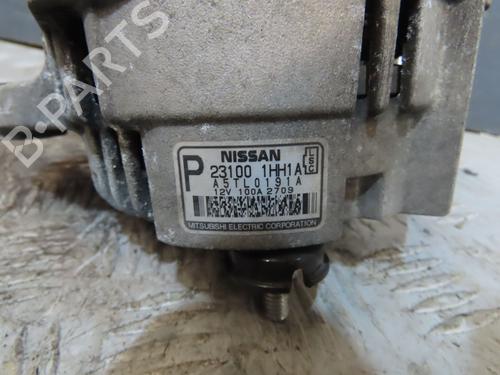 B-PARTS
NISSAN
P 23100 1HH1A LSC
A5TL0191A
12V 100A 2709
MITSUBISHI ELECTRIC CORPORATION